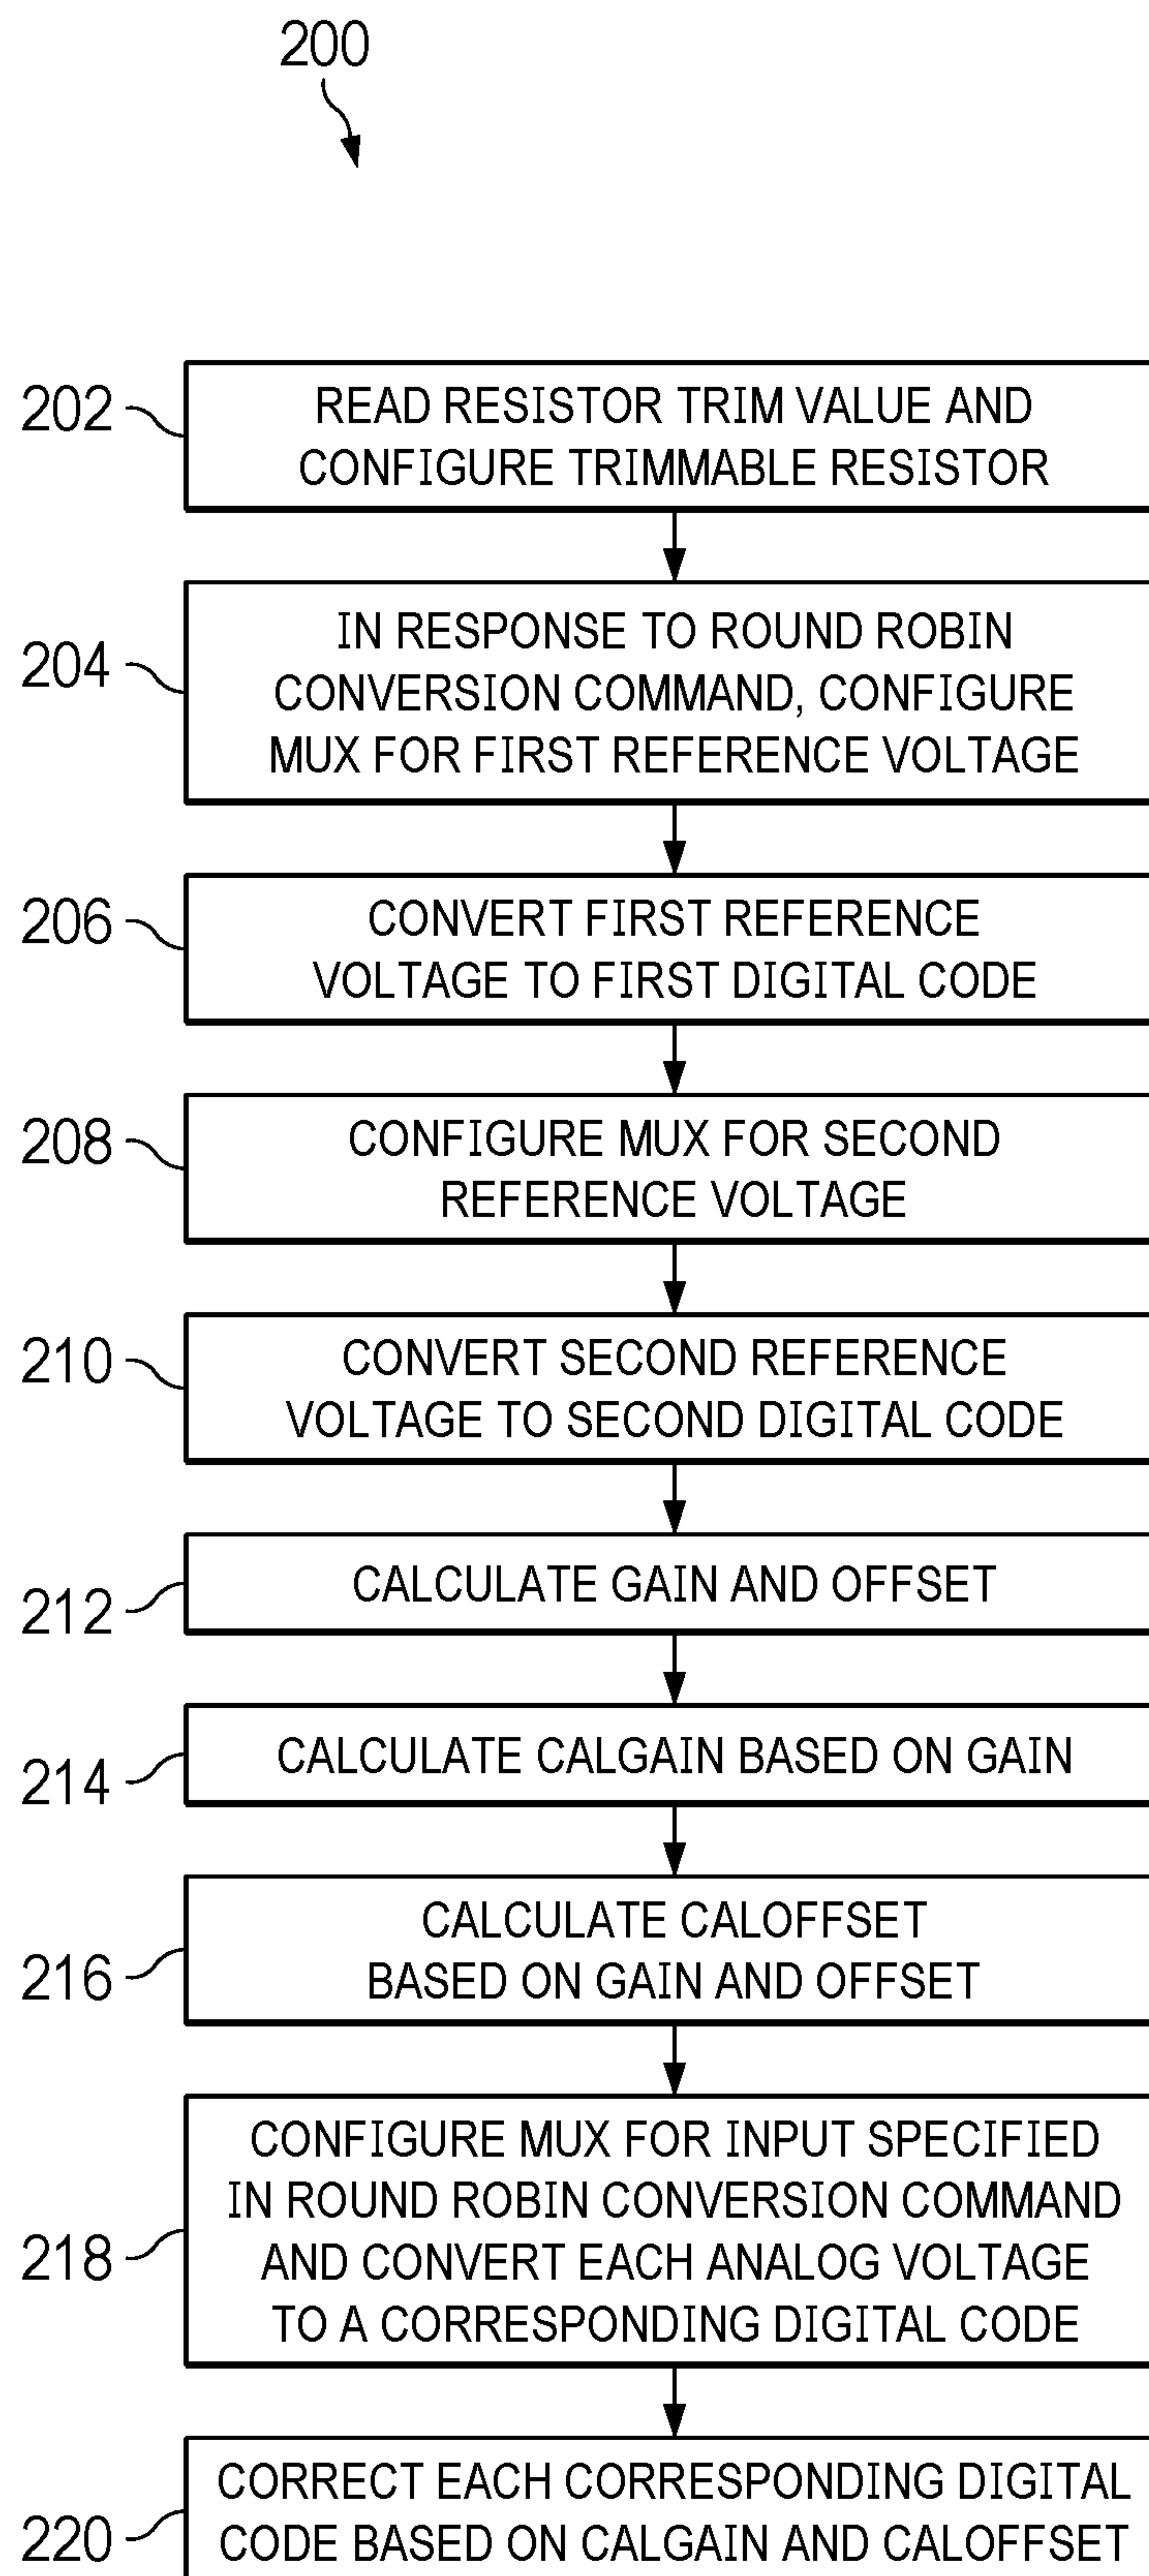 200
202
READ RESISTOR TRIM VALUE AND
CONFIGURE TRIMMABLE RESISTOR
204
IN RESPONSE TO ROUND ROBIN
CONVERSION COMMAND, CONFIGURE
MUX FOR FIRST REFERENCE VOLTAGE
206
CONVERT FIRST REFERENCE
VOLTAGE TO FIRST DIGITAL CODE
208
CONFIGURE MUX FOR SECOND
REFERENCE VOLTAGE
210
CONVERT SECOND REFERENCE
VOLTAGE TO SECOND DIGITAL CODE
212
CALCULATE GAIN AND OFFSET
214
CALCULATE CALGAIN BASED ON GAIN
216
CALCULATE CALOFFSET
BASED ON GAIN AND OFFSET
218
CONFIGURE MUX FOR INPUT SPECIFIED
IN ROUND ROBIN CONVERSION COMMAND
AND CONVERT EACH ANALOG VOLTAGE
TO A CORRESPONDING DIGITAL CODE
220
CORRECT EACH CORRESPONDING DIGITAL
CODE BASED ON CALGAIN AND CALOFFSET